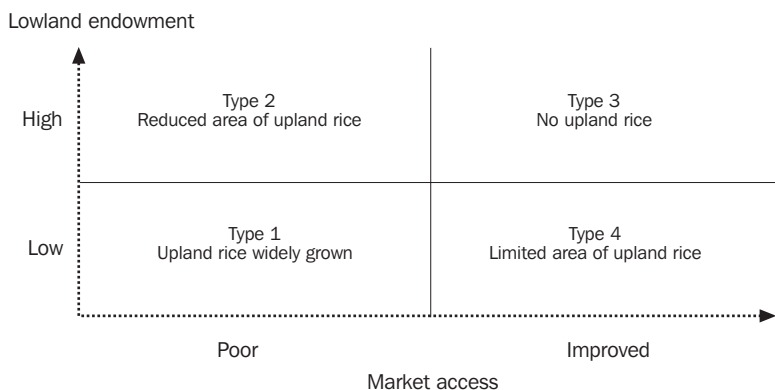 Lowland endowment
High
Type 2
Reduced area of upland rice
Type 3
No upland rice
Low
Type 1
Upland rice widely grown
Type 4
Limited area of upland rice
Poor
Improved
Market access